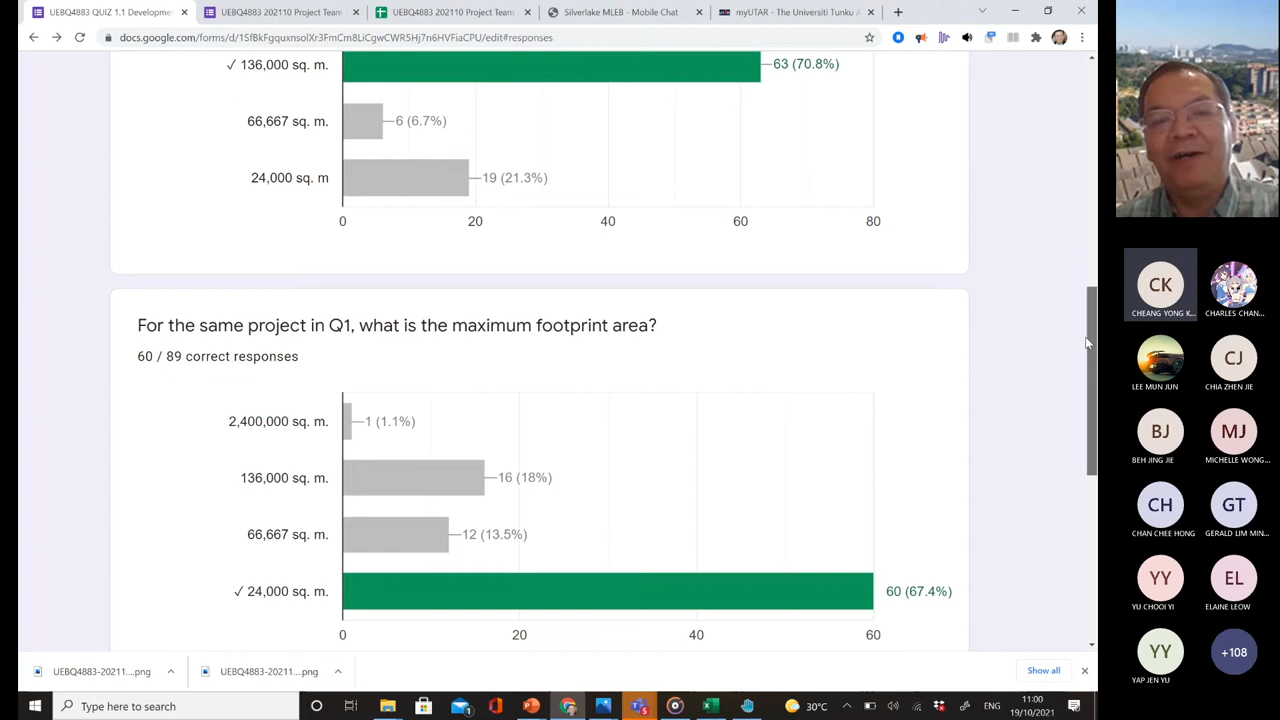 UEBQ4883 QUIZ 1.1 Developmen
UEBQ4883 202110 Project Team
UEBQ4883 202110 Project Team
Silverlake MLEB - Mobile Chat
myUTAR - The Universiti Tunku A
docs.google.com/forms/d/1SfBkFgquxnsolXr3FmCm8LiCgwCWR5Hj7n6HVFiaCPU/edit#responses
✓ 136,000 sq. m.
63 (70.8%)
66,667 sq. m.
6 (6.7%)
24,000 sq. m
19 (21.3%)
0 20 40 60 80
For the same project in Q1, what is the maximum footprint area?
60 / 89 correct responses
2,400,000 sq. m.
1 (1.1%)
136,000 sq. m.
16 (18%)
66,667 sq. m.
12 (13.5%)
✓ 24,000 sq. m.
60 (67.4%)
0 20 40 60
CK
CHEANG YONG K...
CHARLES CHAN...
LEE MUN JUN
CJ
CHIA ZHEN JIE
BJ
BEH JING JIE
MJ
MICHELLE WONG...
CH
CHAN CHEE HONG
GT
GERALD LIM MIN...
YY
YU CHOOI YI
EL
ELAINE LEOW
YY
YAP JEN YU
+108
UEBQ4883-20211....png
UEBQ4883-20211....png
Show all
Type here to search
30°C
ENG
11:00
19/10/2021